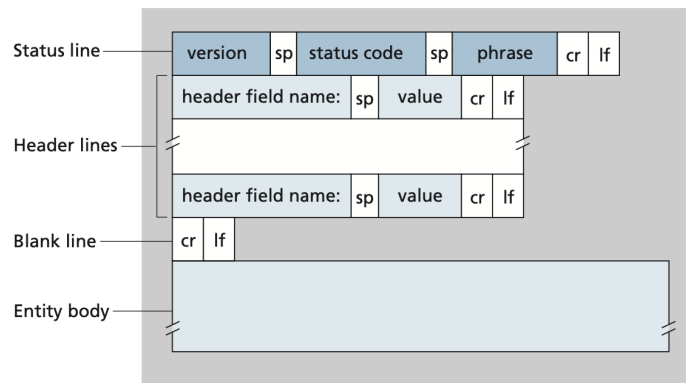 Status line version sp status code sp phrase cr lf
header field name: sp value cr lf
Header lines
header field name: sp value cr lf
Blank line cr lf
Entity body